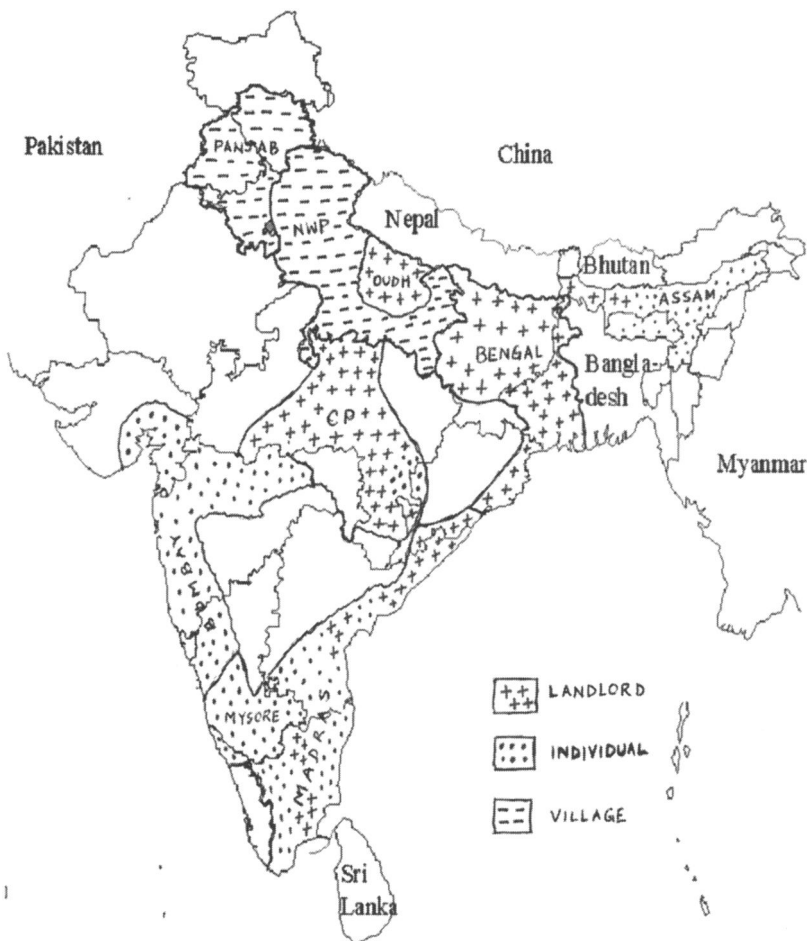 Pakistan
PANJAB
China
NWP
Nepal
OUDH
Bhutan
ASSAM
BENGAL
Bangla-
desh
CP
Myanmar
BOMBAY
MYSORE
MADRAS
LANDLORD
INDIVIDUAL
VILLAGE
Sri
Lanka